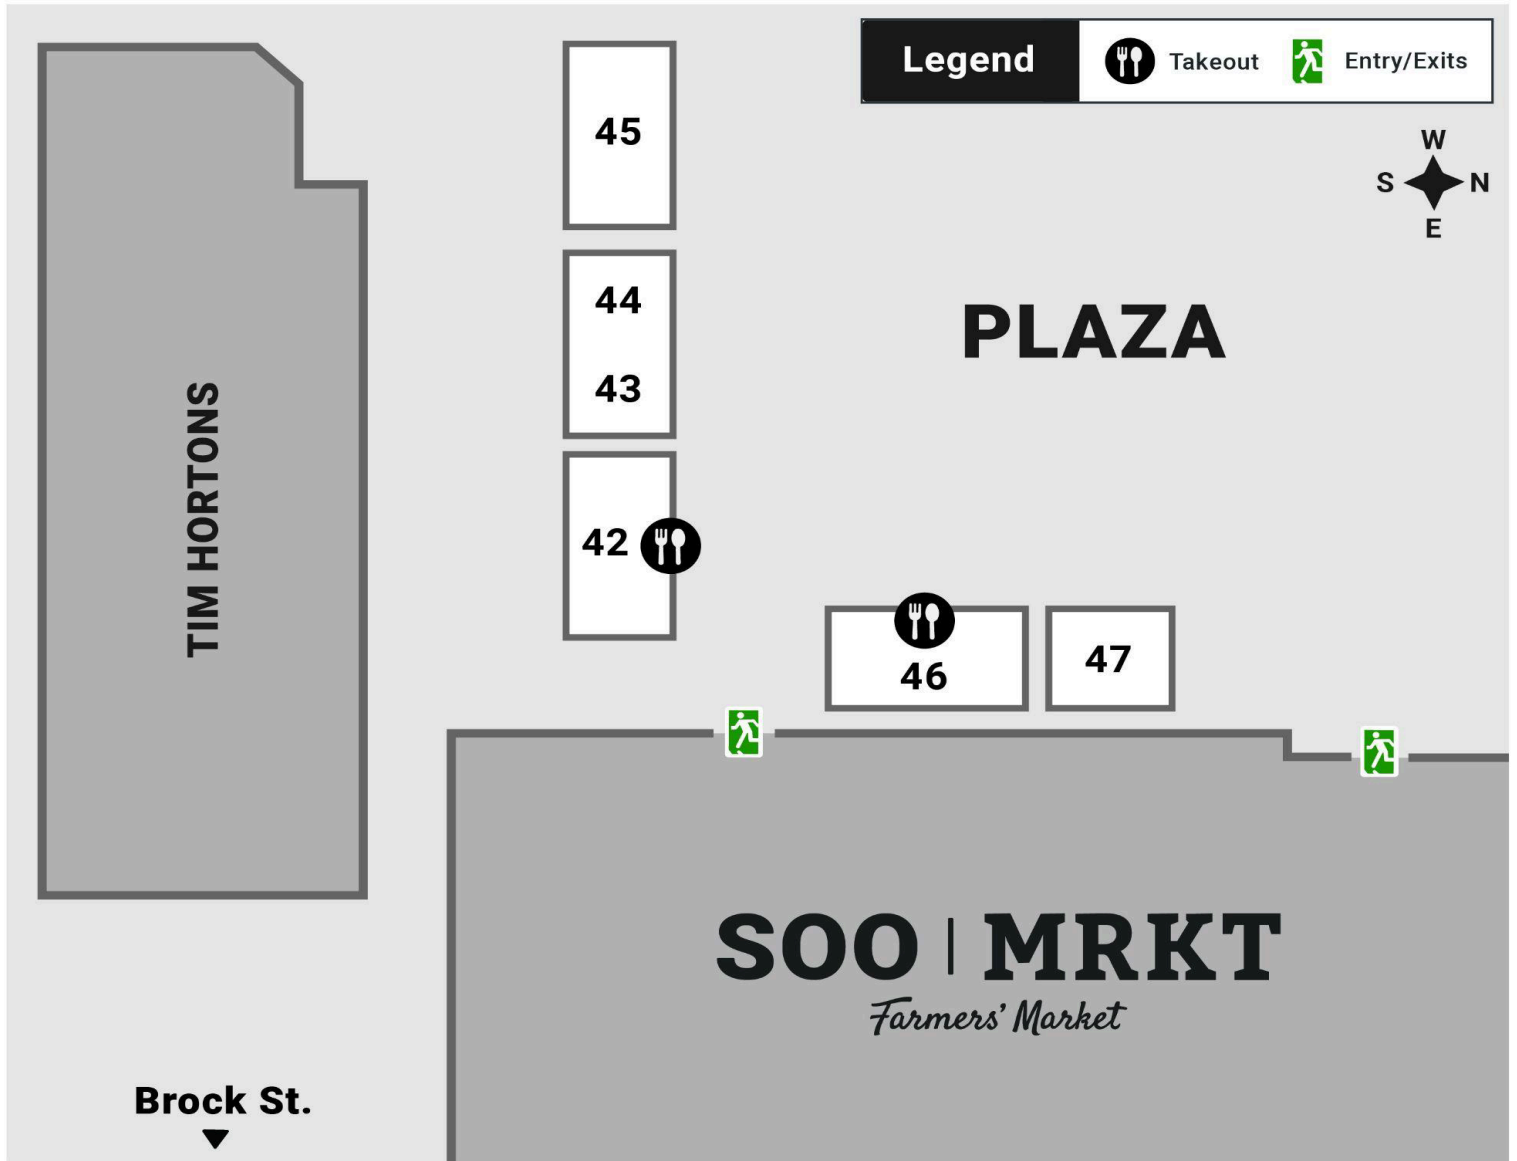 Legend
Takeout
Entry/Exits
W
S N
E
45
44
43
42
PLAZA
TIM HORTONS
46
47
SOO | MRKT
Farmers' Market
Brock St.